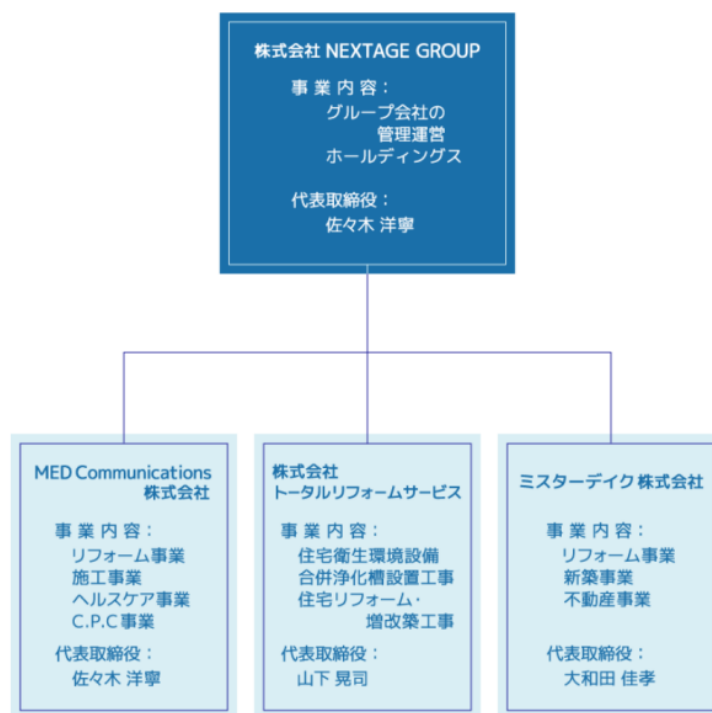 株式会社 NEXTAGE GROUP
事業内容：
グループ会社の
管理運営
ホールディングス
代表取締役：
佐々木 洋寧
MED Communications
株式会社
事業内容：
リフォーム事業
施工事業
ヘルスケア事業
C.P.C事業
代表取締役：
佐々木 洋寧
株式会社
トータルリフォームサービス
事業内容：
住宅衛生環境設備
合併浄化槽設置工事
住宅リフォーム・
増改築工事
代表取締役：
山下 晃司
ミスターデイク株式会社
事業内容：
リフォーム事業
新築事業
不動産事業
代表取締役：
大和田 佳孝